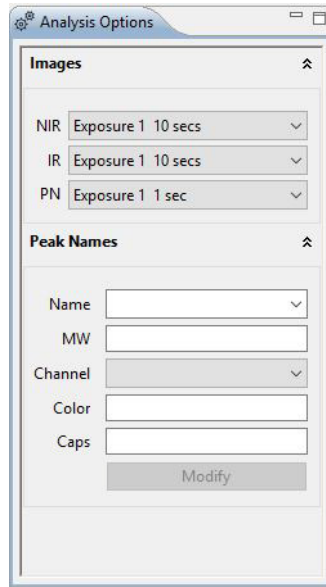 Analysis Options
Images
NIR Exposure 1 10 secs
IR Exposure 1 10 secs
PN Exposure 1 1 sec
Peak Names
Name
MW
Channel
Color
Caps
Modify